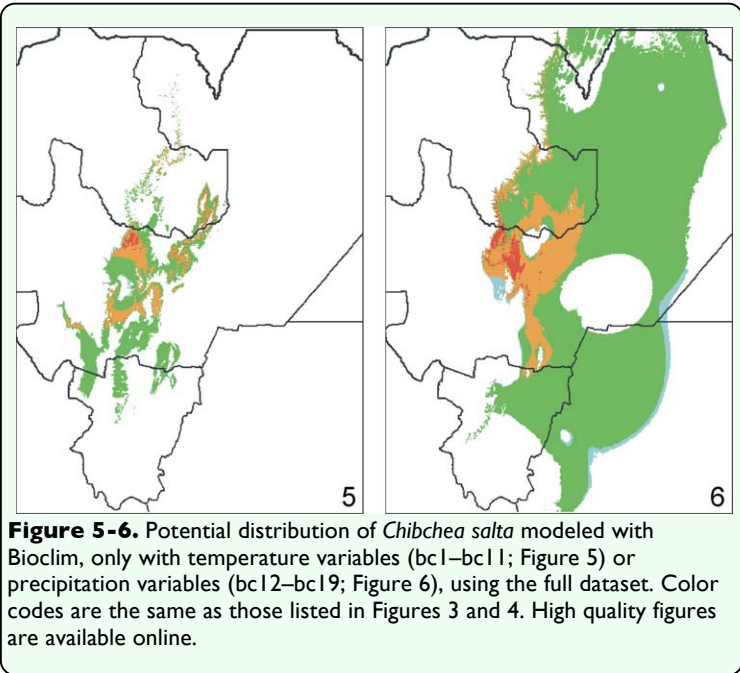 5
6
Figure 5-6. Potential distribution of Chibchea salta modeled with
Bioclim, only with temperature variables (bc1–bc11; Figure 5) or
precipitation variables (bc12–bc19; Figure 6), using the full dataset. Color
codes are the same as those listed in Figures 3 and 4. High quality figures
are available online.